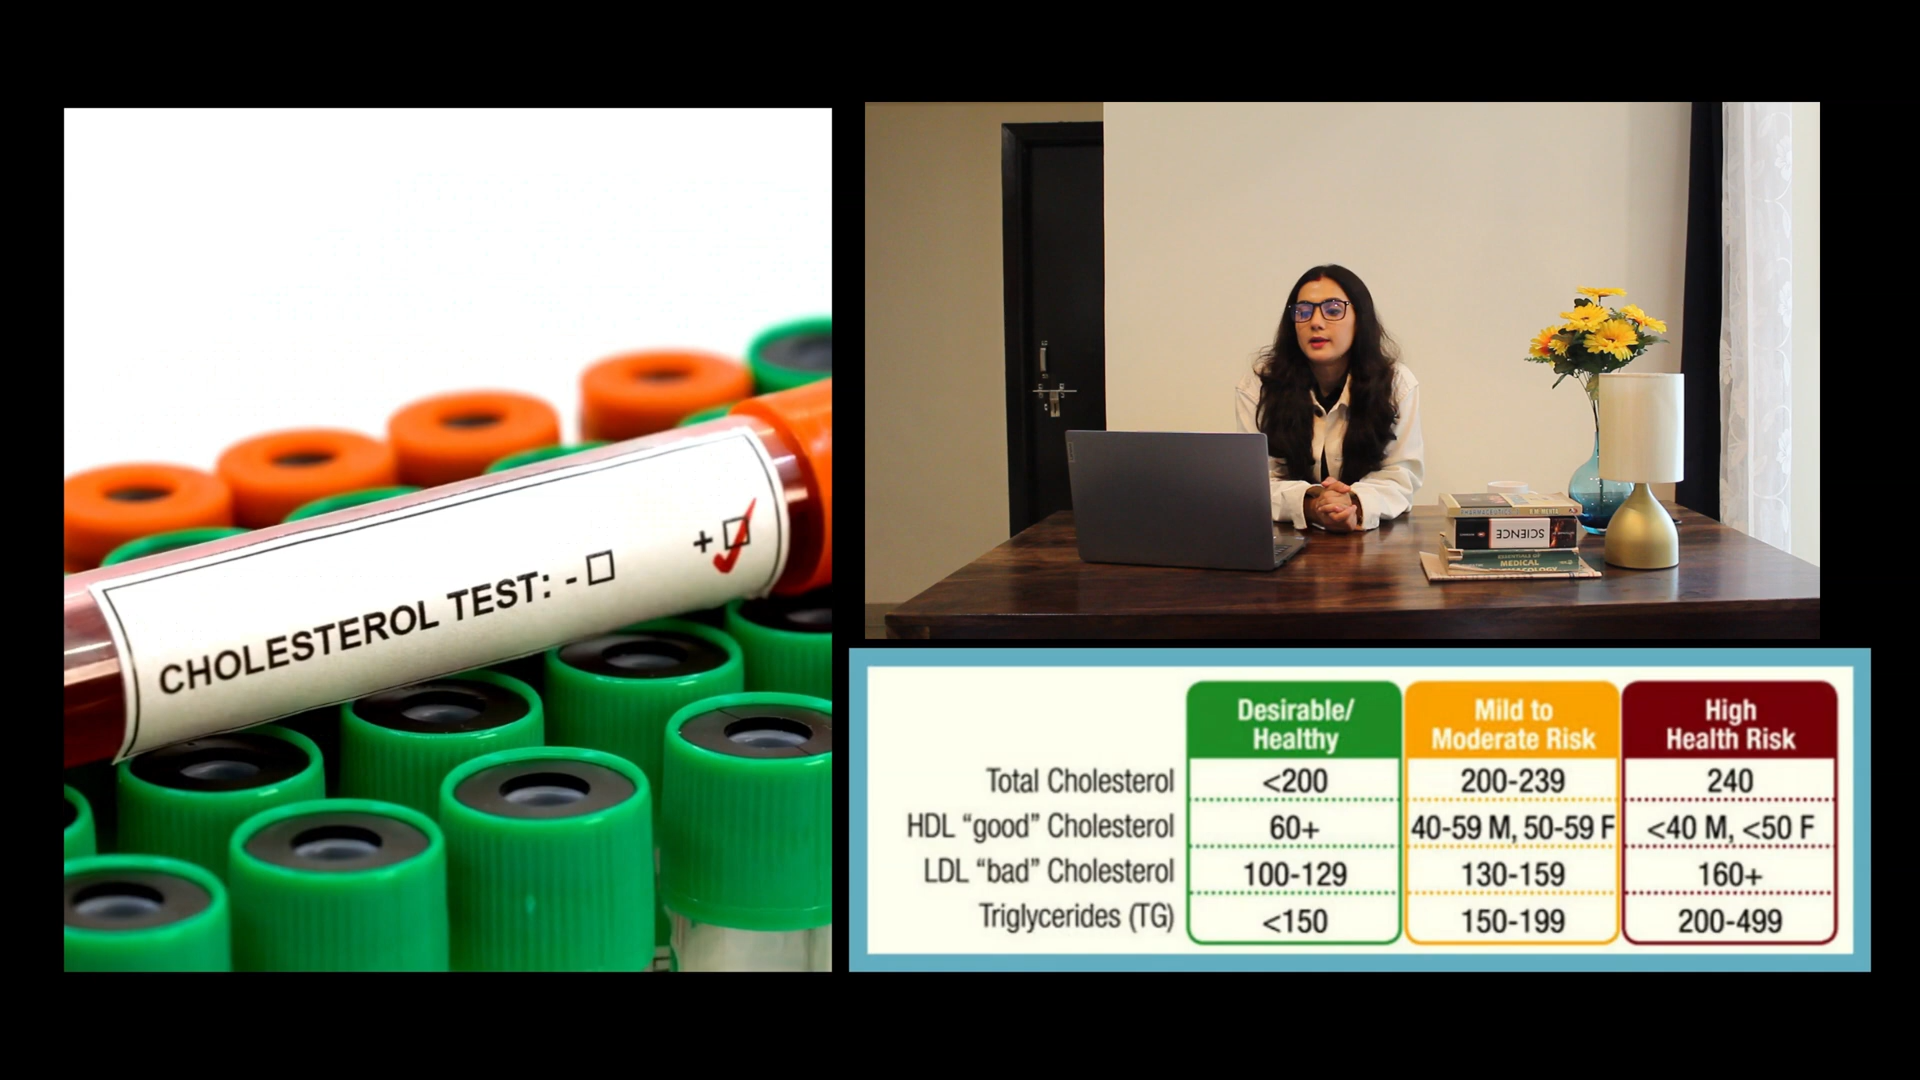 CHOLESTEROL TEST: - +
SCIENCE
ESSENTIALS OF
MEDICAL
Desirable/
Healthy
Mild to
Moderate Risk
High
Health Risk
Total Cholesterol <200 200-239 240
HDL “good” Cholesterol 60+ 40-59 M, 50-59 F <40 M, <50 F
LDL “bad” Cholesterol 100-129 130-159 160+
Triglycerides (TG) <150 150-199 200-499